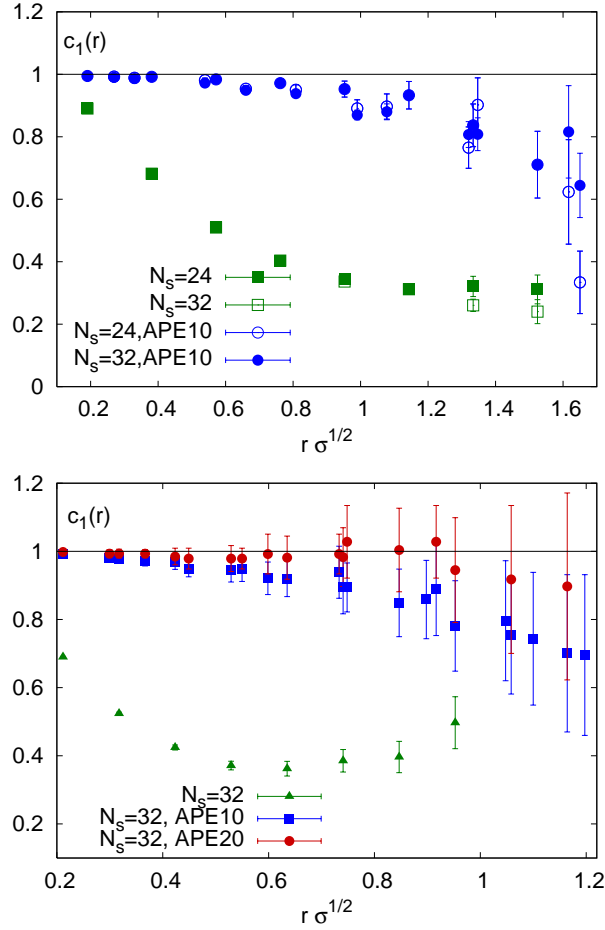 1.2
c₁(r)
1
0.8
0.6
0.4
0.2
0
Nₛ=24
Nₛ=32
Nₛ=24,APE10
Nₛ=32,APE10
0.2 0.4 0.6 0.8 1 1.2 1.4 1.6
r σ^{1/2}
1.2
c₁(r)
1
0.8
0.6
0.4
0.2
Nₛ=32
Nₛ=32, APE10
Nₛ=32, APE20
0.2 0.4 0.6 0.8 1 1.2
r σ^{1/2}